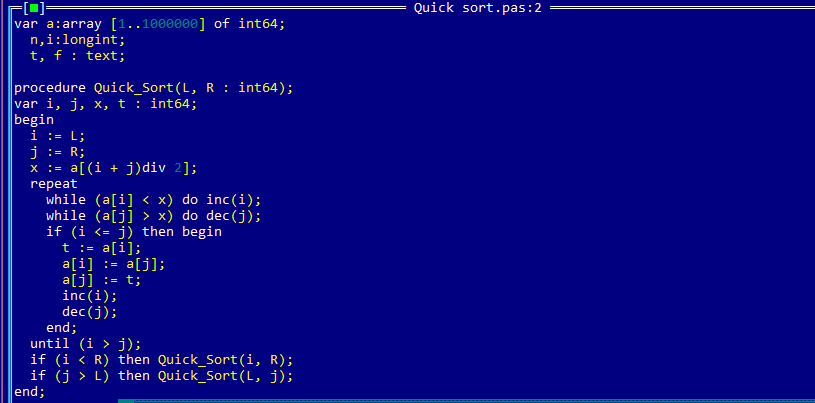 [■] Quick sort.pas:2
var a:array [1..1000000] of int64;
  n,i:longint;
  t, f : text;

procedure Quick_Sort(L, R : int64);
var i, j, x, t : int64;
begin
  i := L;
  j := R;
  x := a[(i + j)div 2];
  repeat
    while (a[i] < x) do inc(i);
    while (a[j] > x) do dec(j);
    if (i <= j) then begin
      t := a[i];
      a[i] := a[j];
      a[j] := t;
      inc(i);
      dec(j);
    end;
  until (i > j);
  if (i < R) then Quick_Sort(i, R);
  if (j > L) then Quick_Sort(L, j);
end;